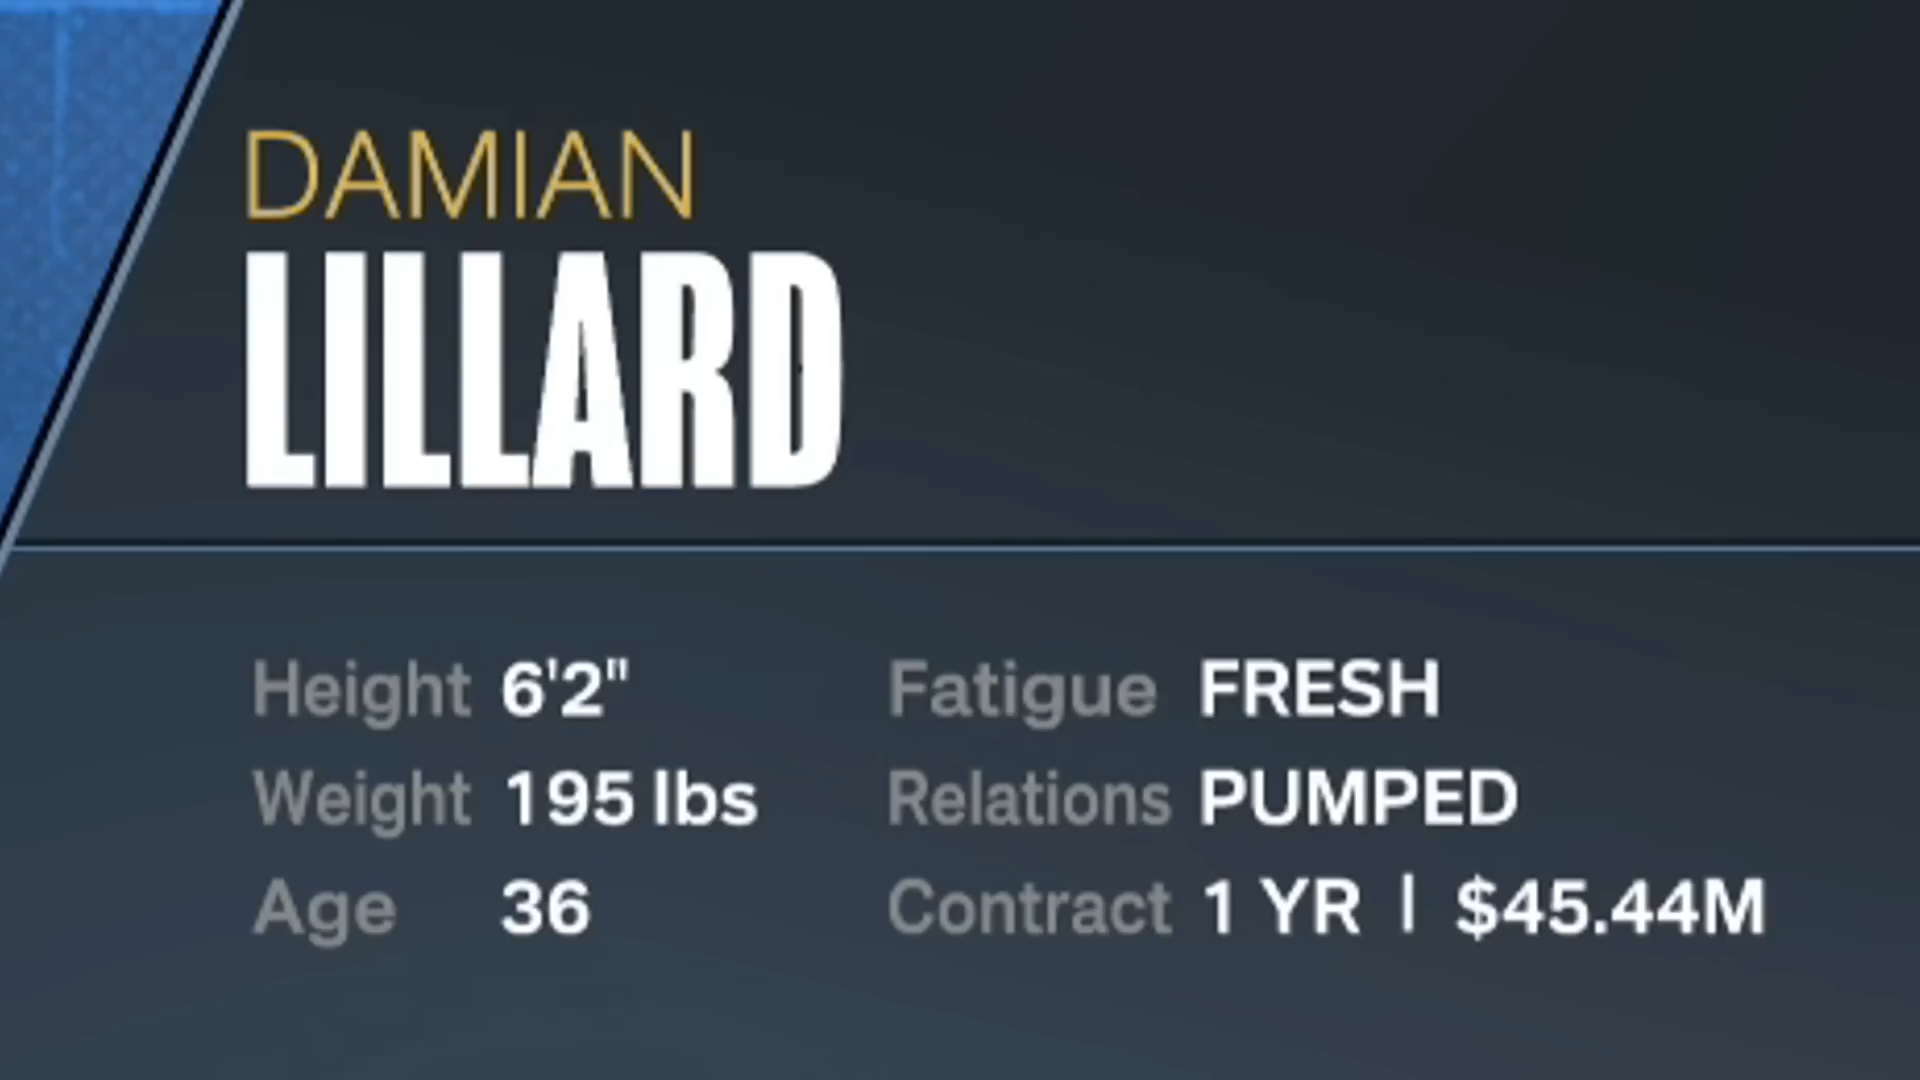 DAMIAN
LILLARD
Height 6'2" Fatigue FRESH
Weight 195 lbs Relations PUMPED
Age 36 Contract 1 YR | $45.44M